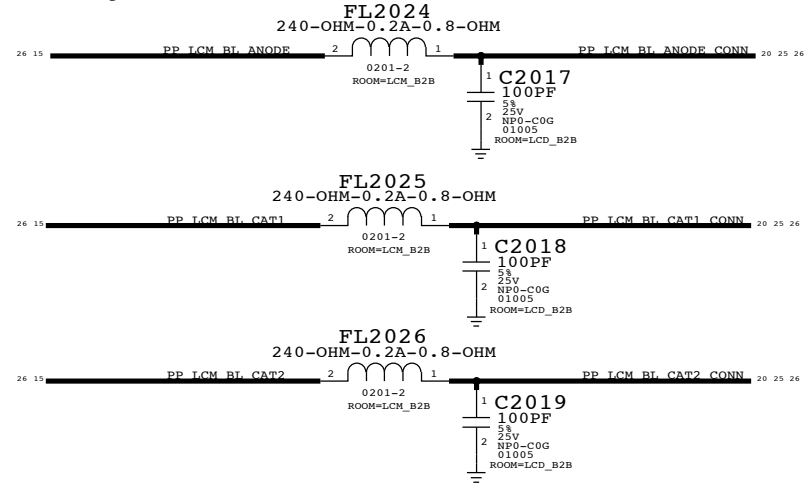 FL2024
240-OHM-0.2A-0.8-OHM
26 15 PP_LCM_BL_ANODE 2 1 PP_LCM_BL_ANODE_CONN 20 25 26
0201-2
ROOM=LCM_B2B
1 C2017
100PF
5%
25V
2 NP0-C0G
01005
ROOM=LCD_B2B
FL2025
240-OHM-0.2A-0.8-OHM
26 15 PP_LCM_BL_CAT1 2 1 PP_LCM_BL_CAT1_CONN 20 25 26
0201-2
ROOM=LCM_B2B
1 C2018
100PF
5%
25V
2 NP0-C0G
01005
ROOM=LCD_B2B
FL2026
240-OHM-0.2A-0.8-OHM
26 15 PP_LCM_BL_CAT2 2 1 PP_LCM_BL_CAT2_CONN 20 25 26
0201-2
ROOM=LCM_B2B
1 C2019
100PF
5%
25V
2 NP0-C0G
01005
ROOM=LCD_B2B